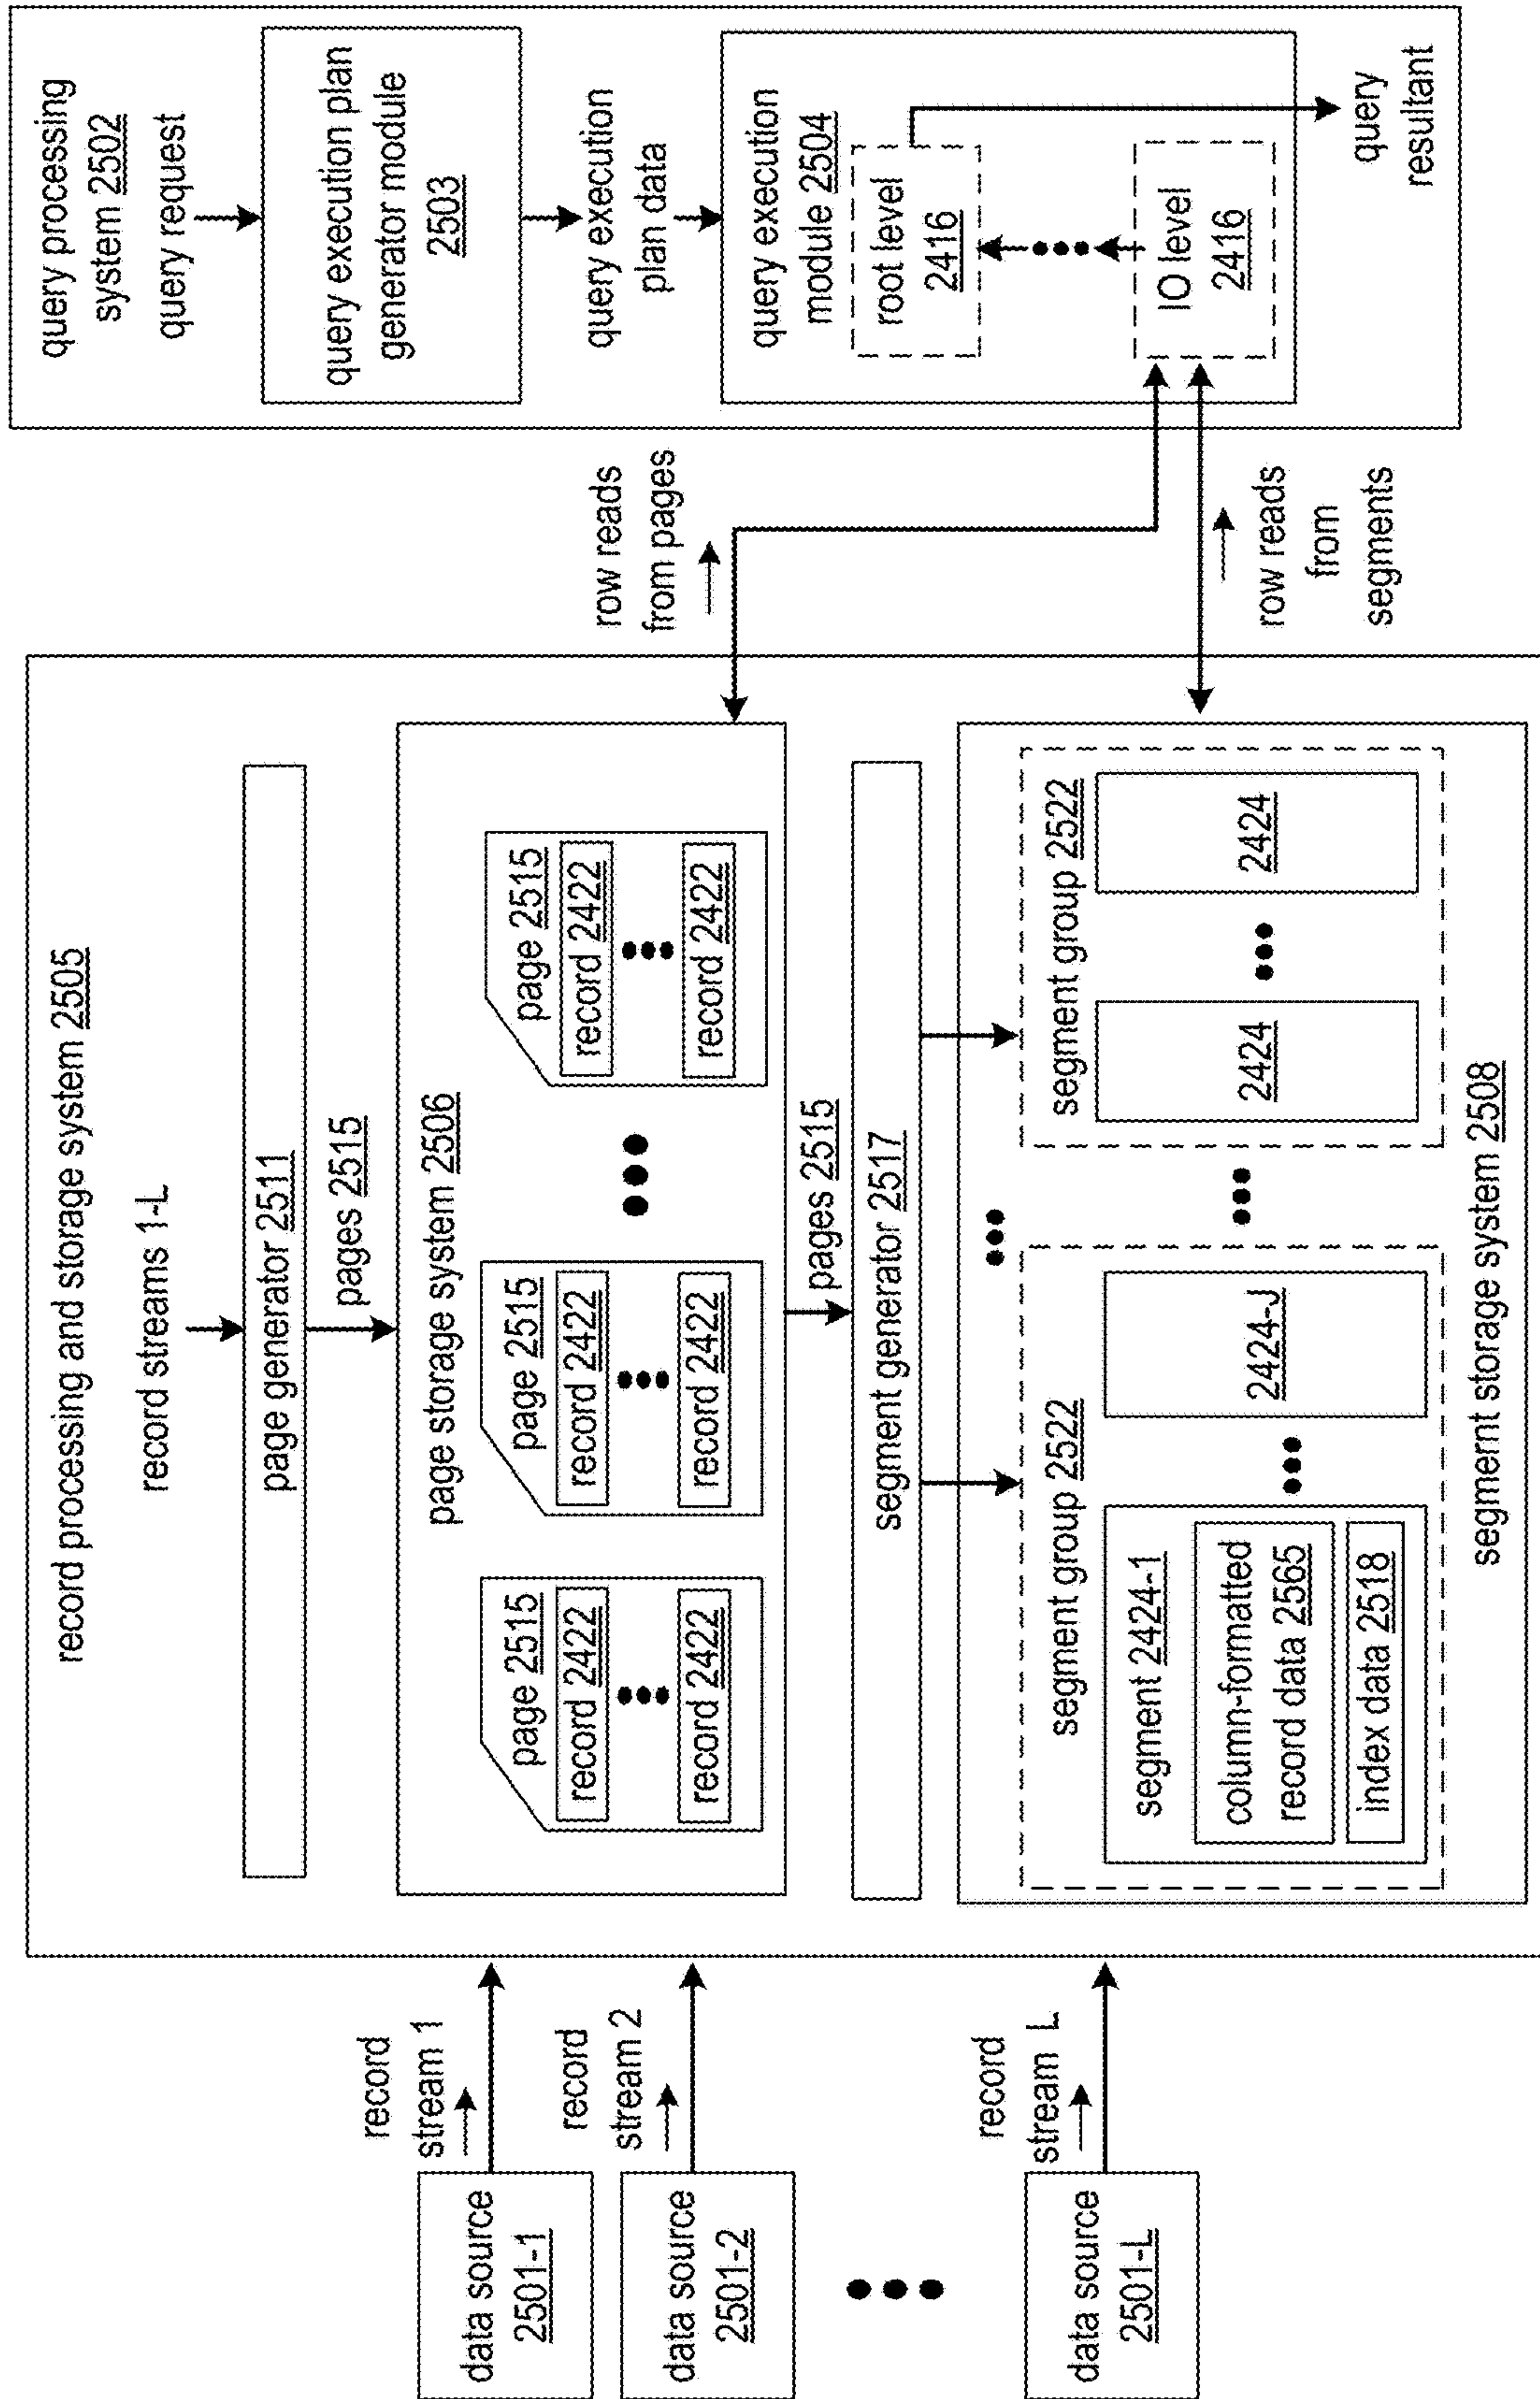 data source
2501-1
data source
2501-2
data source
2501-L
record
stream 1
record
stream 2
record
stream L
record processing and storage system 2505
record streams 1-L
page generator 2511
pages 2515
page storage system 2506
page 2515
record 2422
record 2422
page 2515
record 2422
record 2422
page 2515
record 2422
record 2422
pages 2515
segment generator 2517
segment group 2522
segment 2424-1
column-formatted
record data 2565
index data 2518
2424-J
segment group 2522
2424
2424
segemnt storage system 2508
row reads
from pages
row reads
from
segments
query processing
system 2502
query request
query execution plan
generator module
2503
query execution
plan data
query execution
module 2504
root level
2416
IO level
2416
query
resultant